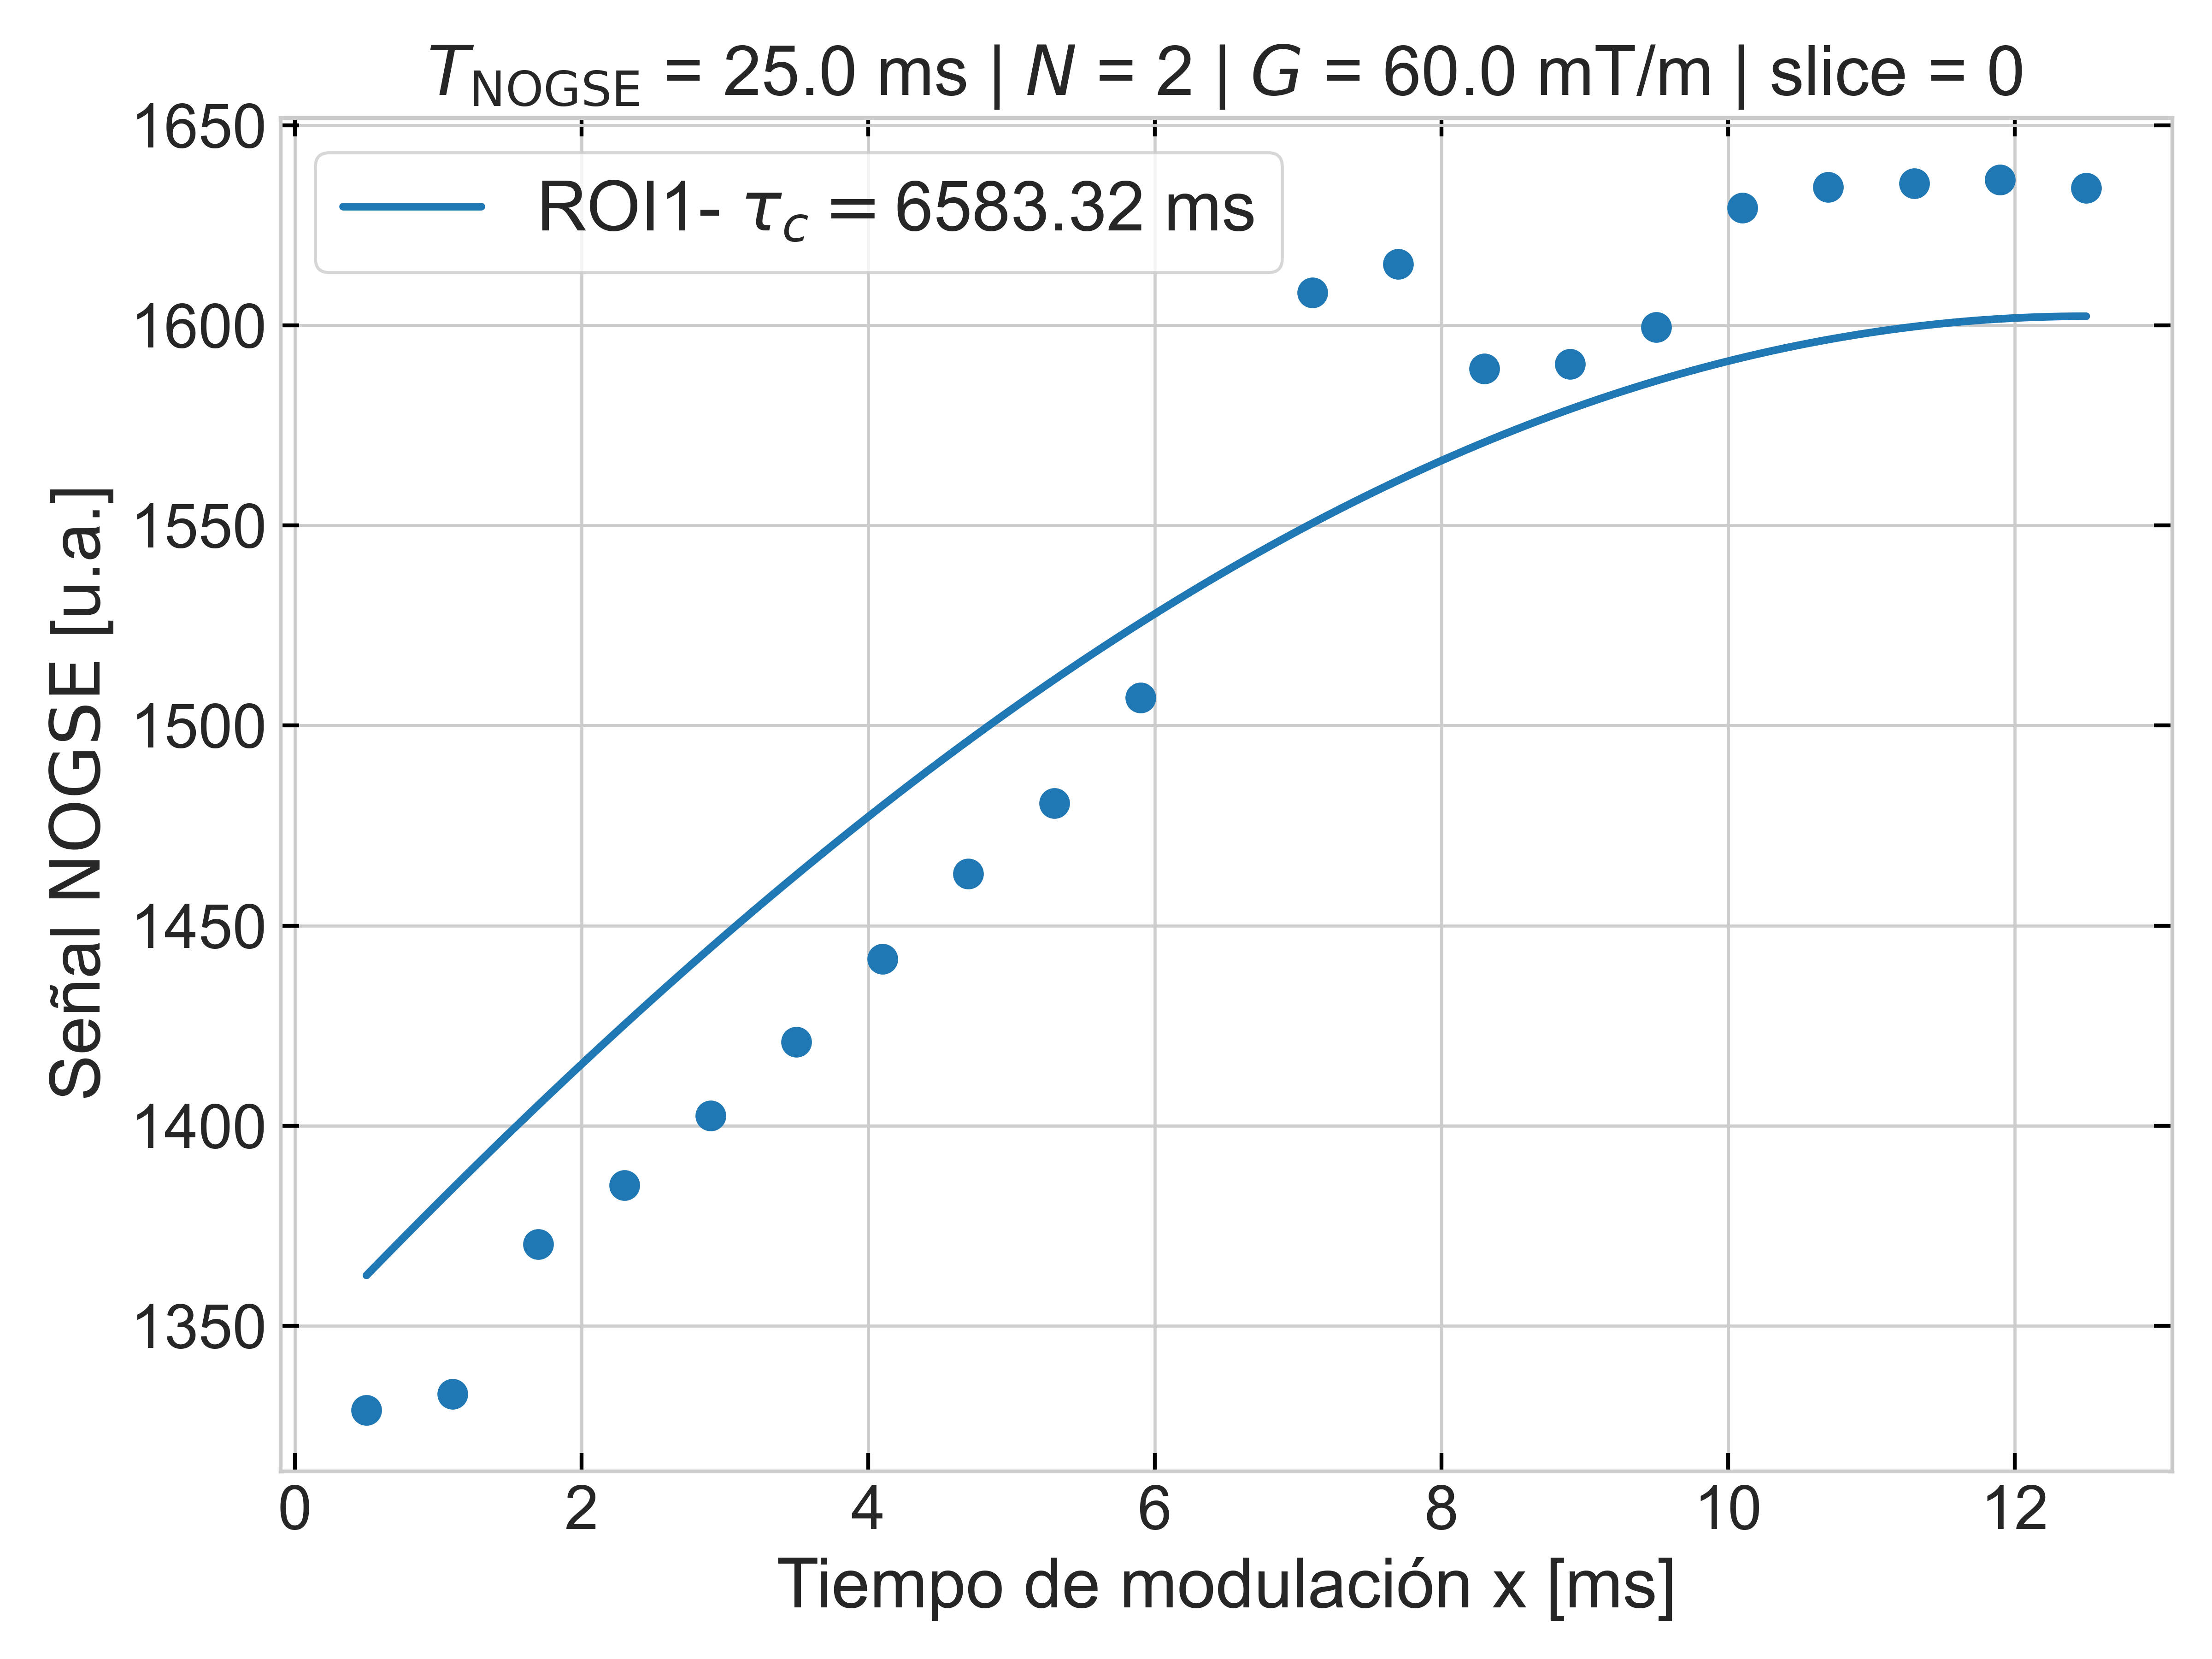 T_NOGSE = 25.0 ms | N = 2 | G = 60.0 mT/m | slice = 0
ROI1- τ_c = 6583.32 ms
1650
1600
1550
1500
1450
1400
1350
Señal NOGSE [u.a.]
0 2 4 6 8 10 12
Tiempo de modulación x [ms]